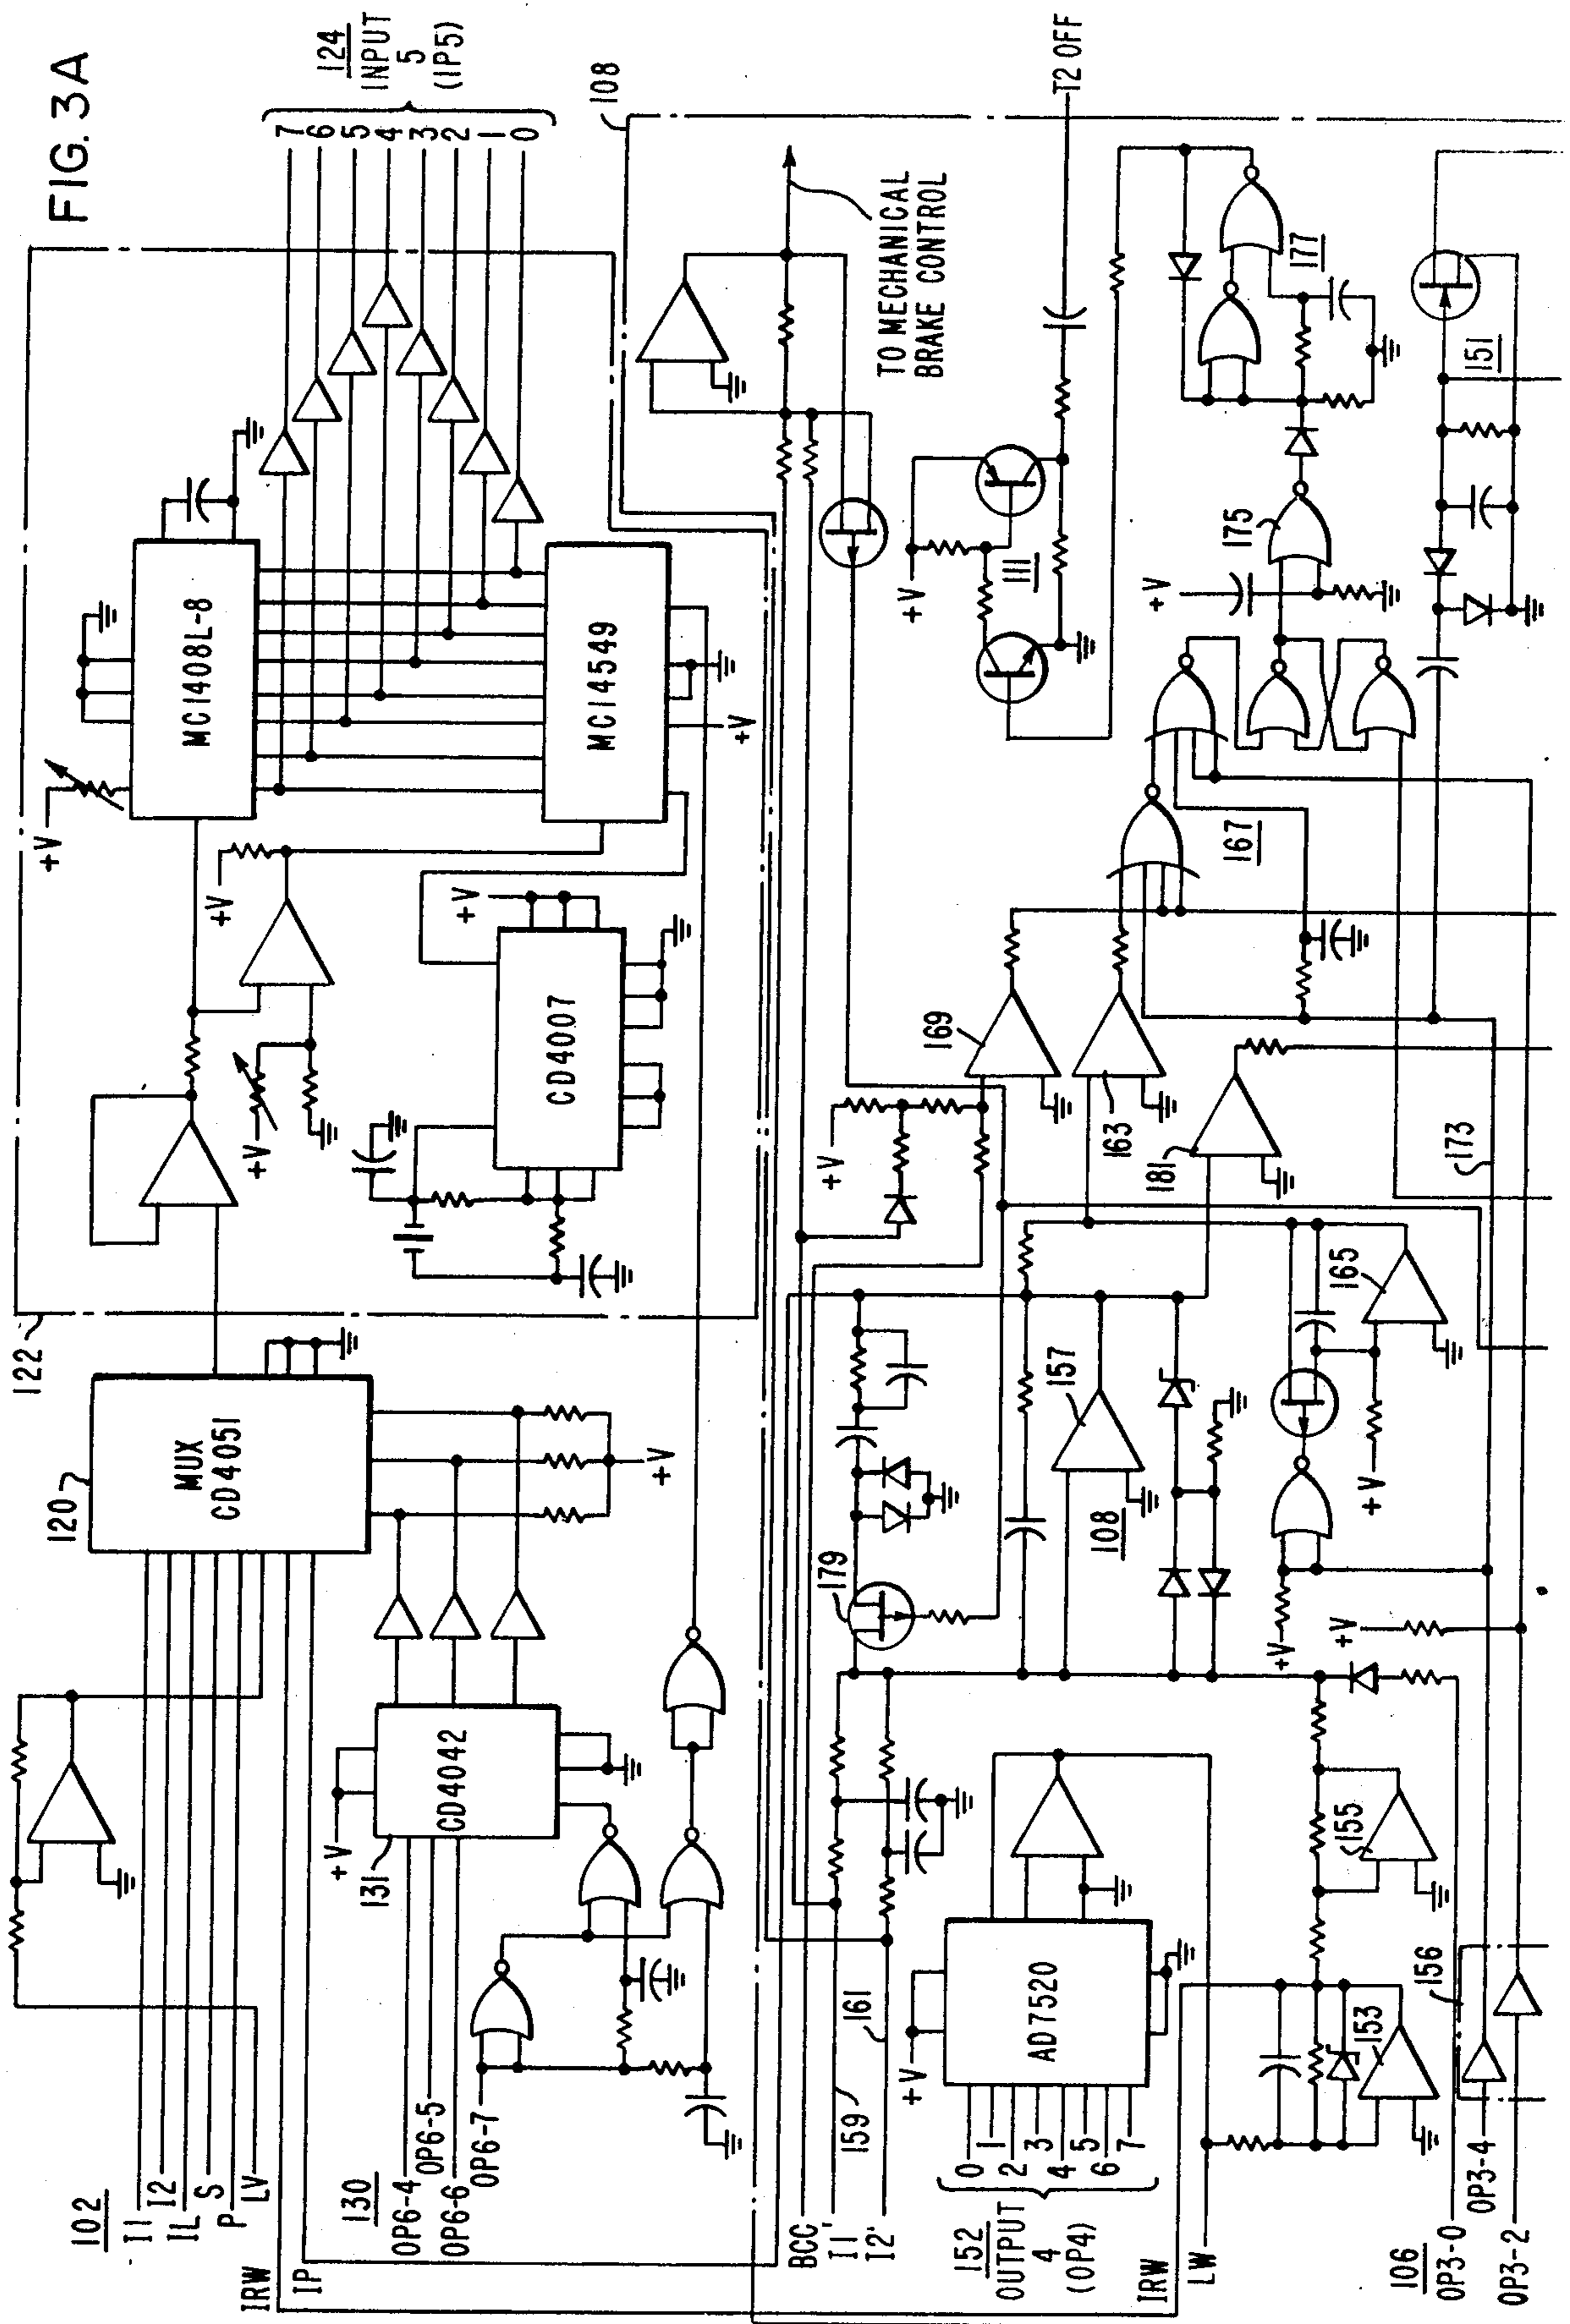 FIG. 3A
124
INPUT
5
(IP5)
7
6
5
4
3
2
1
0
108
122
+V
MC1408L-8
+V
+V
MC14549
+V
+V
CD4007
120
MUX
CD4051
+V
102
I1
I2
IL
S
P
LV
IRW
IP
130
OP6-4
OP6-5
OP6-6
OP6-7
+V
131
CD4042
TO MECHANICAL
BRAKE CONTROL
T2 OFF
+V
111
177
175
+V
151
167
169
163
181
173
+V
179
157
108
165
+V
+V
+V
BCC
I1'
I2'
159
161
+V
AD7520
152
OUTPUT
4
(OP4)
0
1
2
3
4
5
6
7
IRW
LW
155
156
153
106
OP3-0
OP3-4
OP3-2